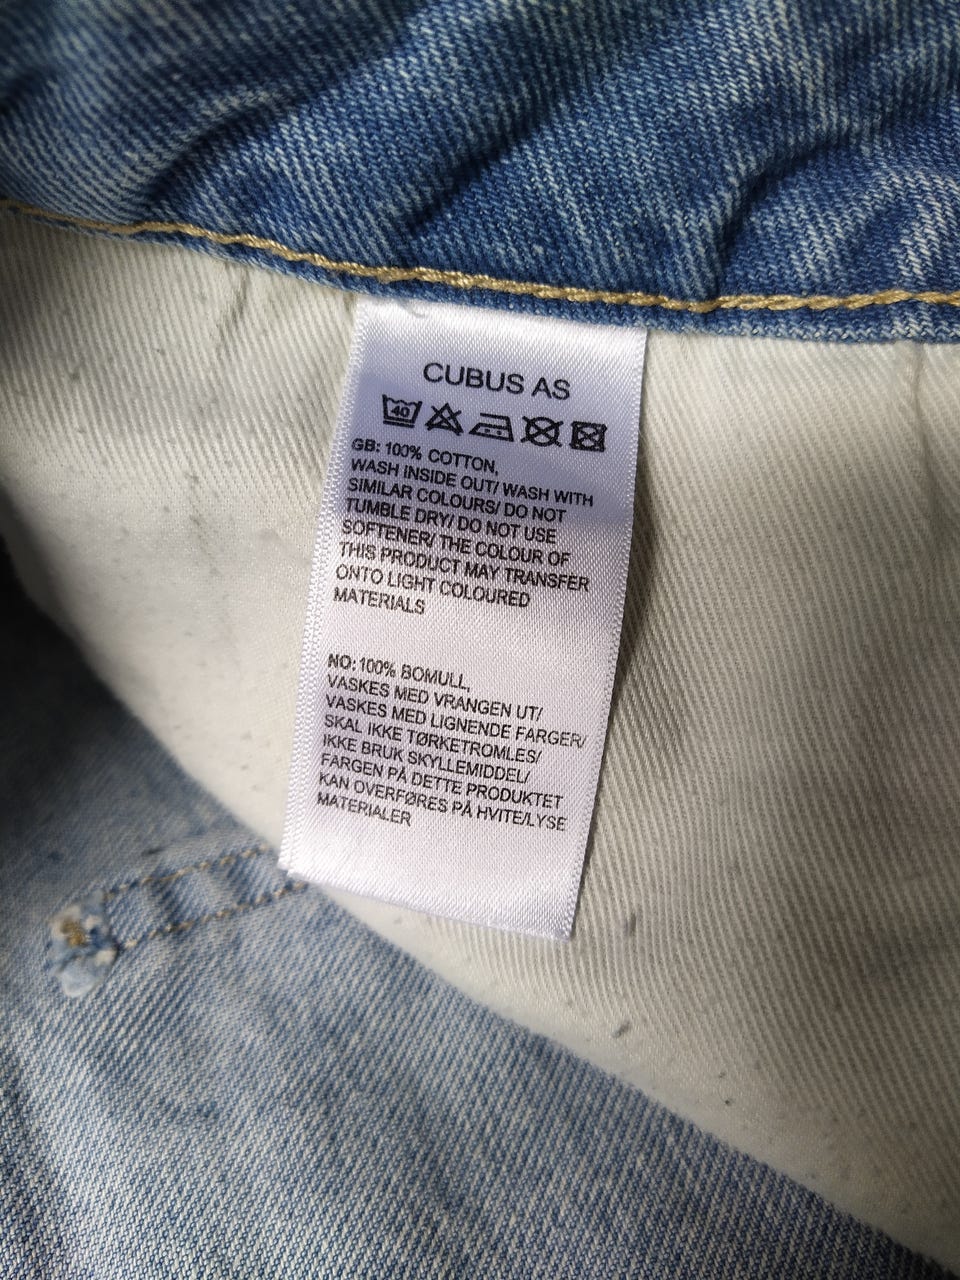 CUBUS AS
40
GB: 100% COTTON,
WASH INSIDE OUT/ WASH WITH
SIMILAR COLOURS/ DO NOT
TUMBLE DRY/ DO NOT USE
SOFTENER/ THE COLOUR OF
THIS PRODUCT MAY TRANSFER
ONTO LIGHT COLOURED
MATERIALS
NO: 100% BOMULL,
VASKES MED VRANGEN UT/
VASKES MED LIGNENDE FARGER/
SKAL IKKE TØRKETROMLES/
IKKE BRUK SKYLLEMIDDEL/
FARGEN PÅ DETTE PRODUKTET
KAN OVERFØRES PÅ HVITE/LYSE
MATERIALER